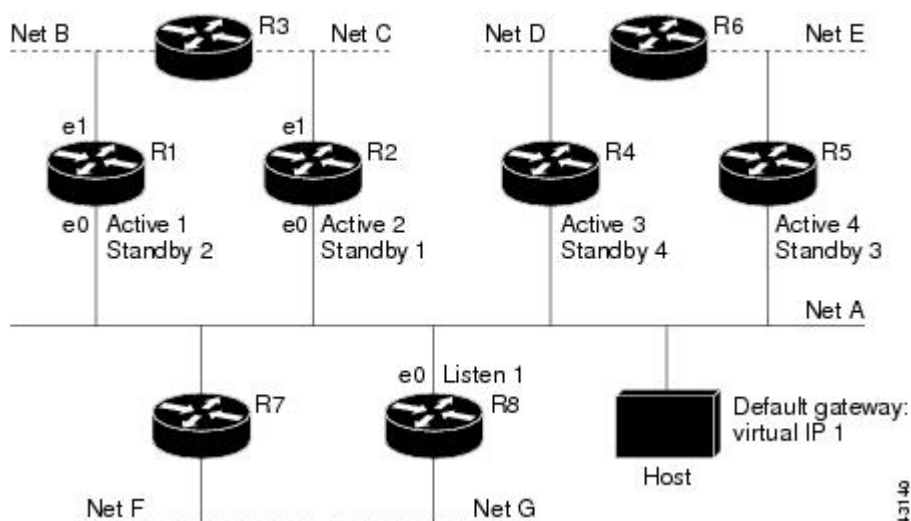 Net B
R3
Net C
Net D
R6
Net E
e1
R1
e1
R2
R4
R5
e0
Active 1
Standby 2
e0
Active 2
Standby 1
Active 3
Standby 4
Active 4
Standby 3
Net A
R7
e0
Listen 1
R8
Default gateway:
virtual IP 1
Host
Net F
Net G
43149